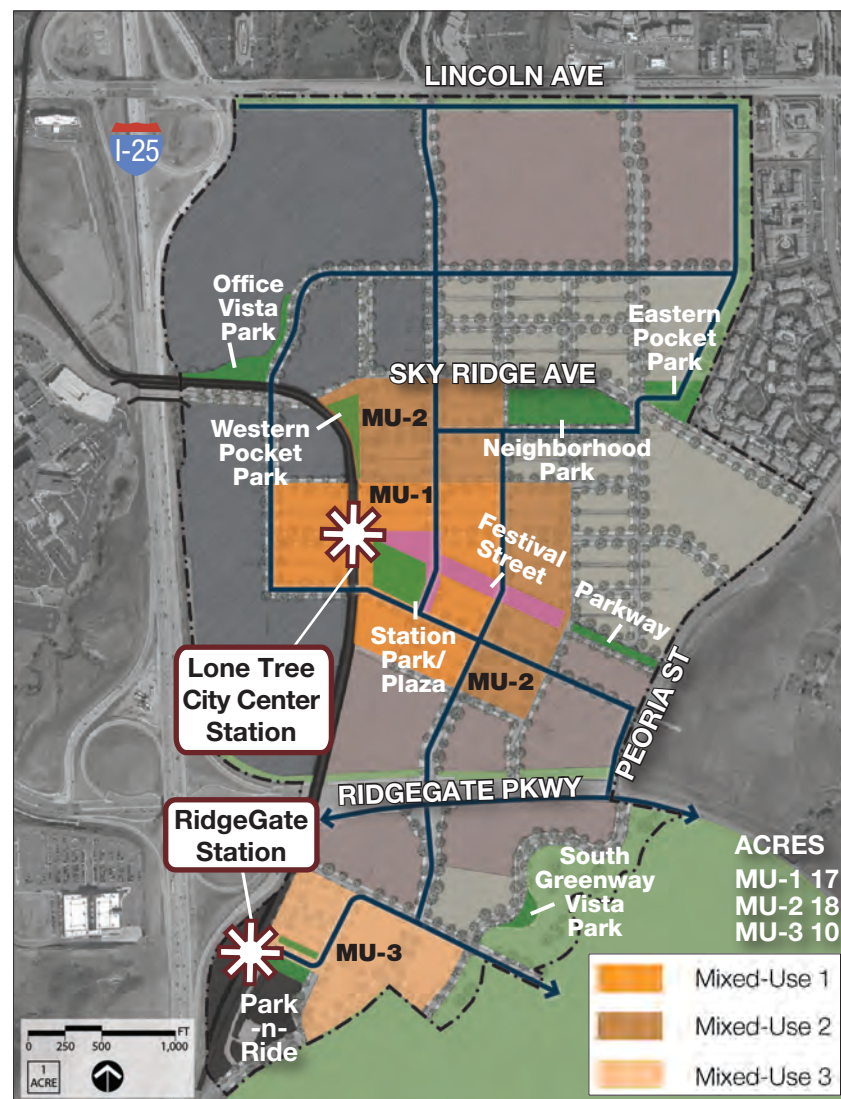 LINCOLN AVE
I-25
Office
Vista
Park
Eastern
Pocket
Park
SKY RIDGE AVE
MU-2
Western
Pocket
Park
Neighborhood
Park
MU-1
Festival
Street
Parkway
Station
Park/
Plaza
MU-2
Lone Tree
City Center
Station
PEORIA ST
RIDGEGATE PKWY
RidgeGate
Station
South
Greenway
Vista
Park
ACRES
MU-1 17
MU-2 18
MU-3 10
MU-3
Park
-n-
Ride
Mixed-Use 1
Mixed-Use 2
Mixed-Use 3
FT
0 250 500 1,000
1
ACRE